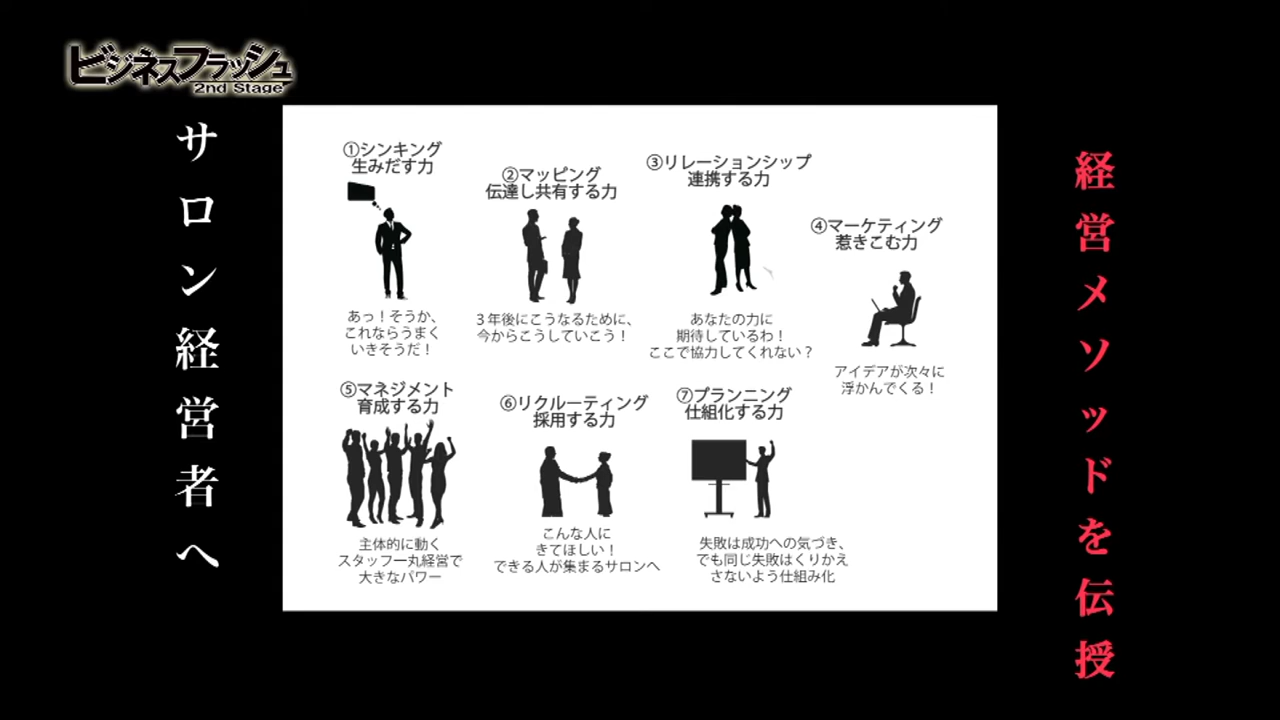 ビジネスフラッシュ
2nd Stage
サロン経営者へ
①シンキング
生みだす力
あっ！そうか、
これならうまく
いきそうだ！
②マッピング
伝達し共有する力
３年後にこうなるために、
今からこうしていこう！
③リレーションシップ
連携する力
あなたの力に
期待しているわ！
ここで協力してくれない？
④マーケティング
惹きこむ力
アイデアが次々に
浮かんでくる！
⑤マネジメント
育成する力
主体的に動く
スタッフ一丸経営で
大きなパワー
⑥リクルーティング
採用する力
こんな人に
きてほしい！
できる人が集まるサロンへ
⑦プランニング
仕組化する力
失敗は成功への気づき、
でも同じ失敗はくりかえ
さないよう仕組み化
経営メソッドを伝授